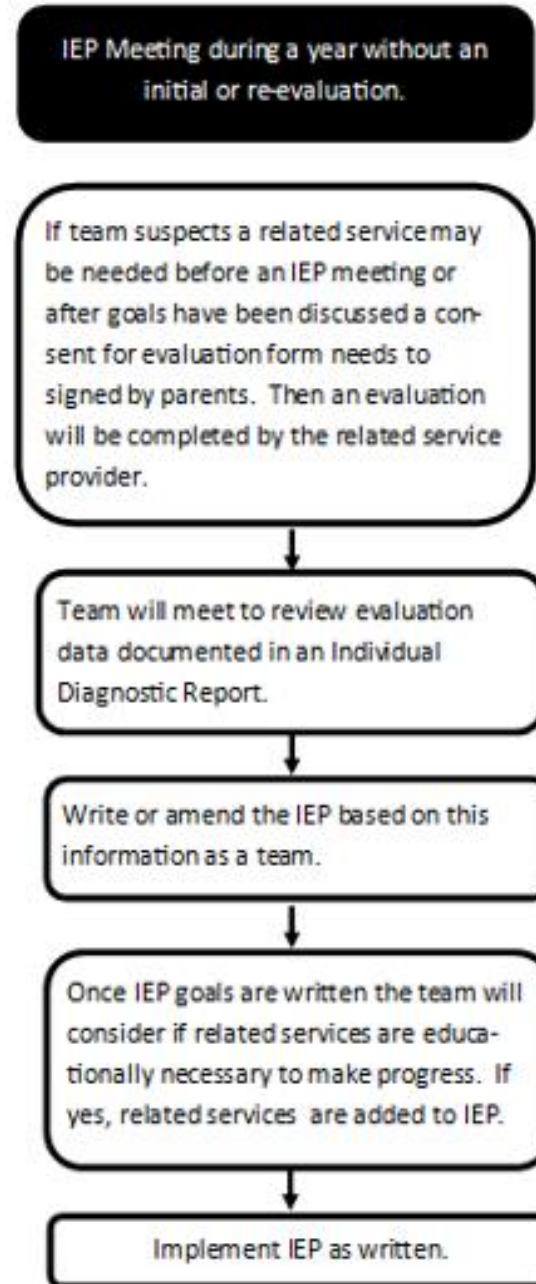 IEP Meeting during a year without an
initial or re-evaluation.
If team suspects a related service may
be needed before an IEP meeting or
after goals have been discussed a con-
sent for evaluation form needs to
signed by parents.  Then an evaluation
will be completed by the related service
provider.
Team will meet to review evaluation
data documented in an Individual
Diagnostic Report.
Write or amend the IEP based on this
information as a team.
Once IEP goals are written the team will
consider if related services are educa-
tionally necessary to make progress.  If
yes, related services  are added to IEP.
Implement IEP as written.